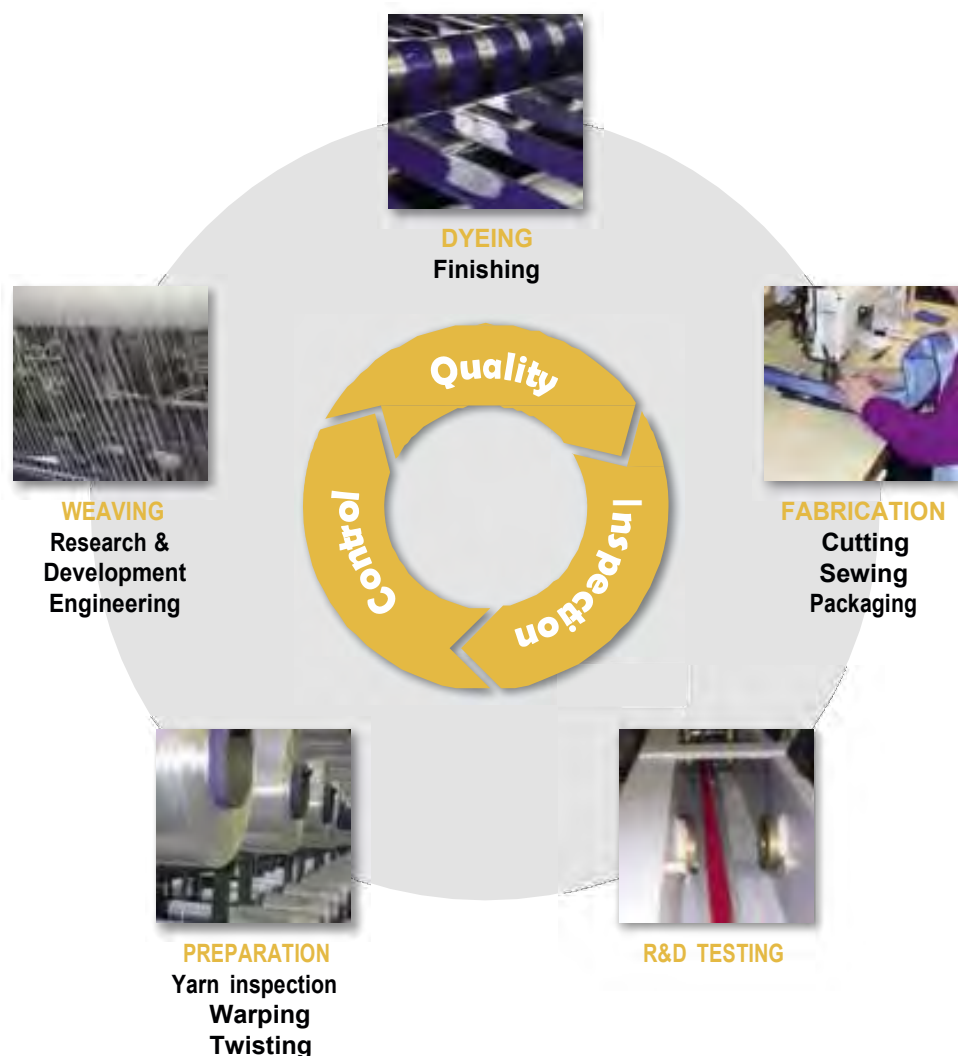 DYEING
Finishing
Quality
Inspection
Control
WEAVING
Research &
Development
Engineering
FABRICATION
Cutting
Sewing
Packaging
PREPARATION
Yarn inspection
Warping
Twisting
R&D TESTING